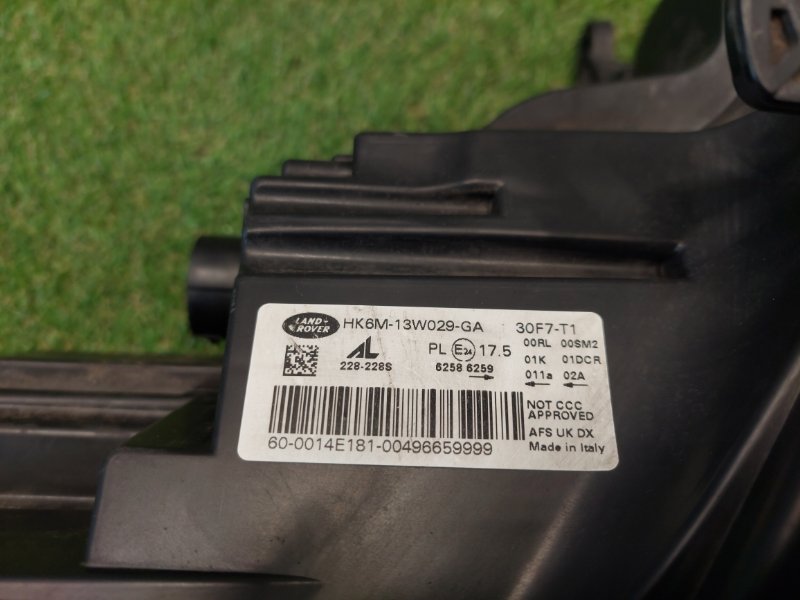 LAND ROVER HK6M-13W029-GA 30F7-T1
00RL 00SM2
AL PL E24 17.5 01K 01DCR
228-228S 6258 6259 011a 02A
NOT CCC
APPROVED
AFS UK DX
60-0014E181-00496659999 Made in Italy